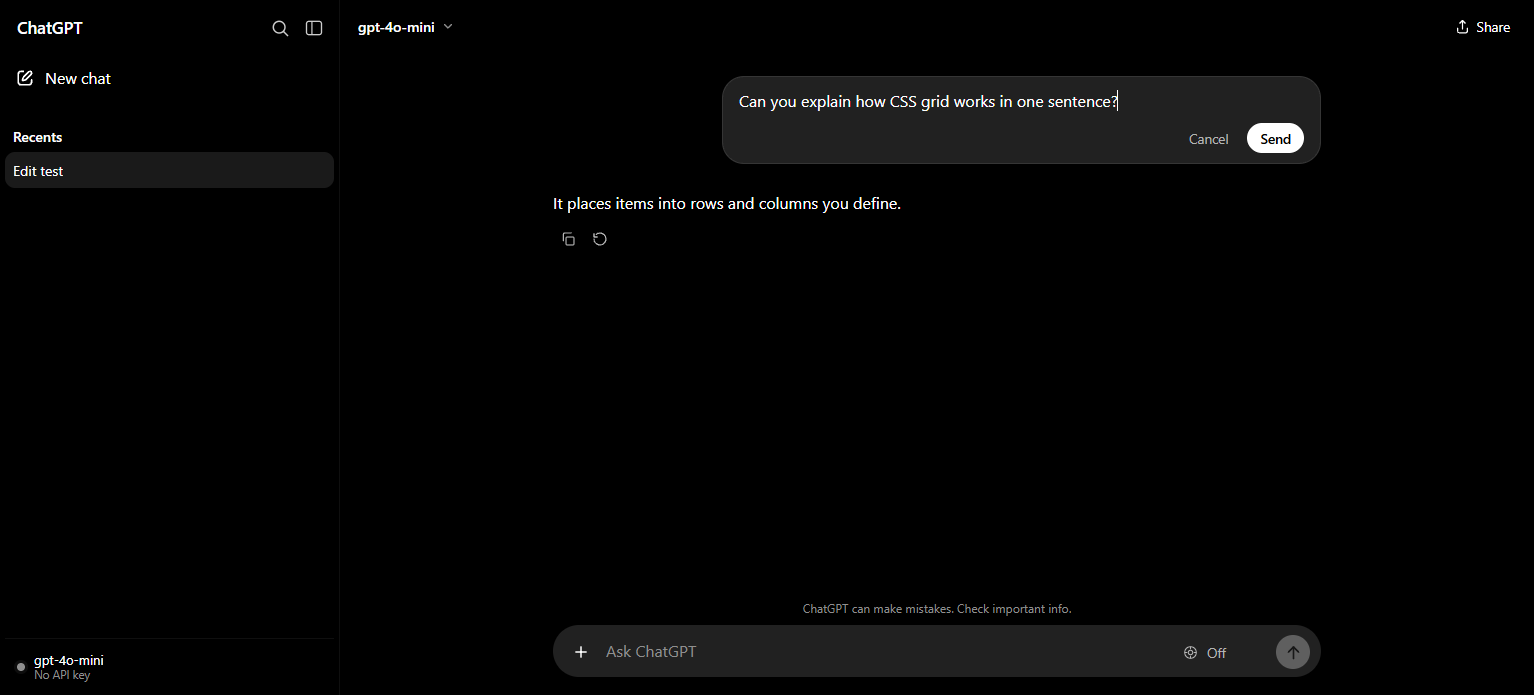 ChatGPT
gpt-4o-mini
Share
New chat
Can you explain how CSS grid works in one sentence?
Cancel
Send
Recents
Edit test
It places items into rows and columns you define.
ChatGPT can make mistakes. Check important info.
Ask ChatGPT
Off
gpt-4o-mini
No API key